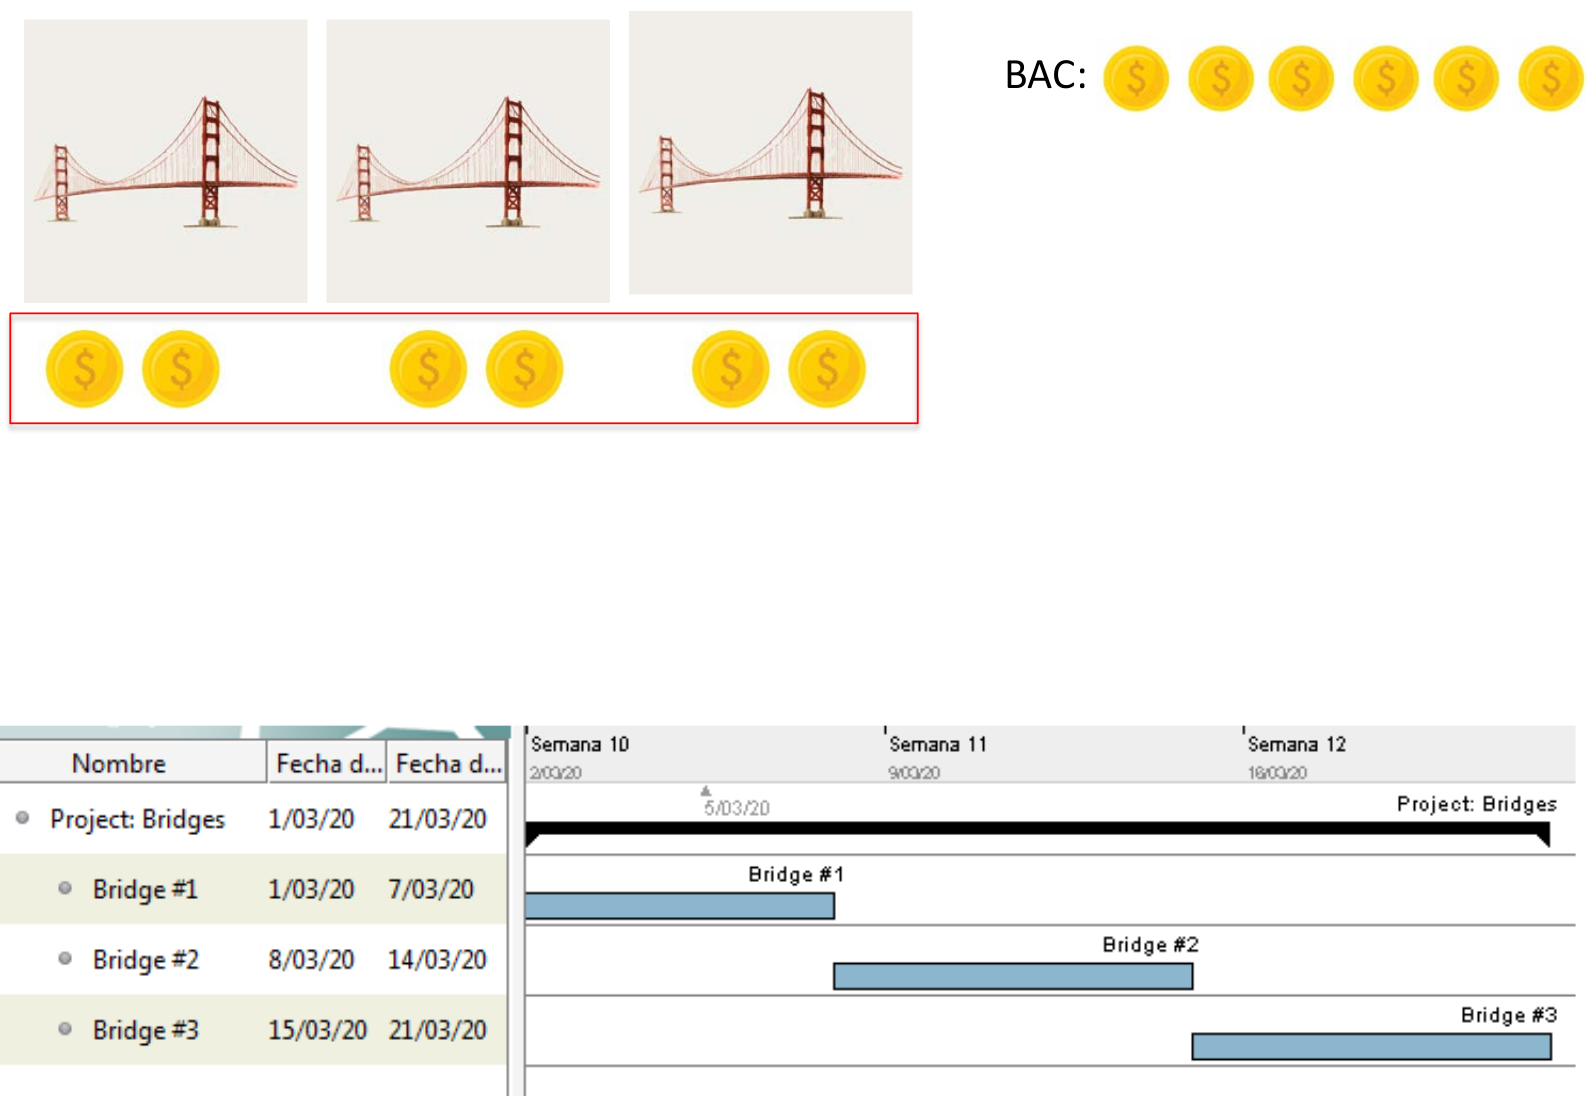 BAC:
Nombre Fecha d... Fecha d...
Project: Bridges 1/03/20 21/03/20
Bridge #1 1/03/20 7/03/20
Bridge #2 8/03/20 14/03/20
Bridge #3 15/03/20 21/03/20
Semana 10 Semana 11 Semana 12
2/03/20 9/03/20 16/03/20
5/03/20
Project: Bridges
Bridge #1
Bridge #2
Bridge #3